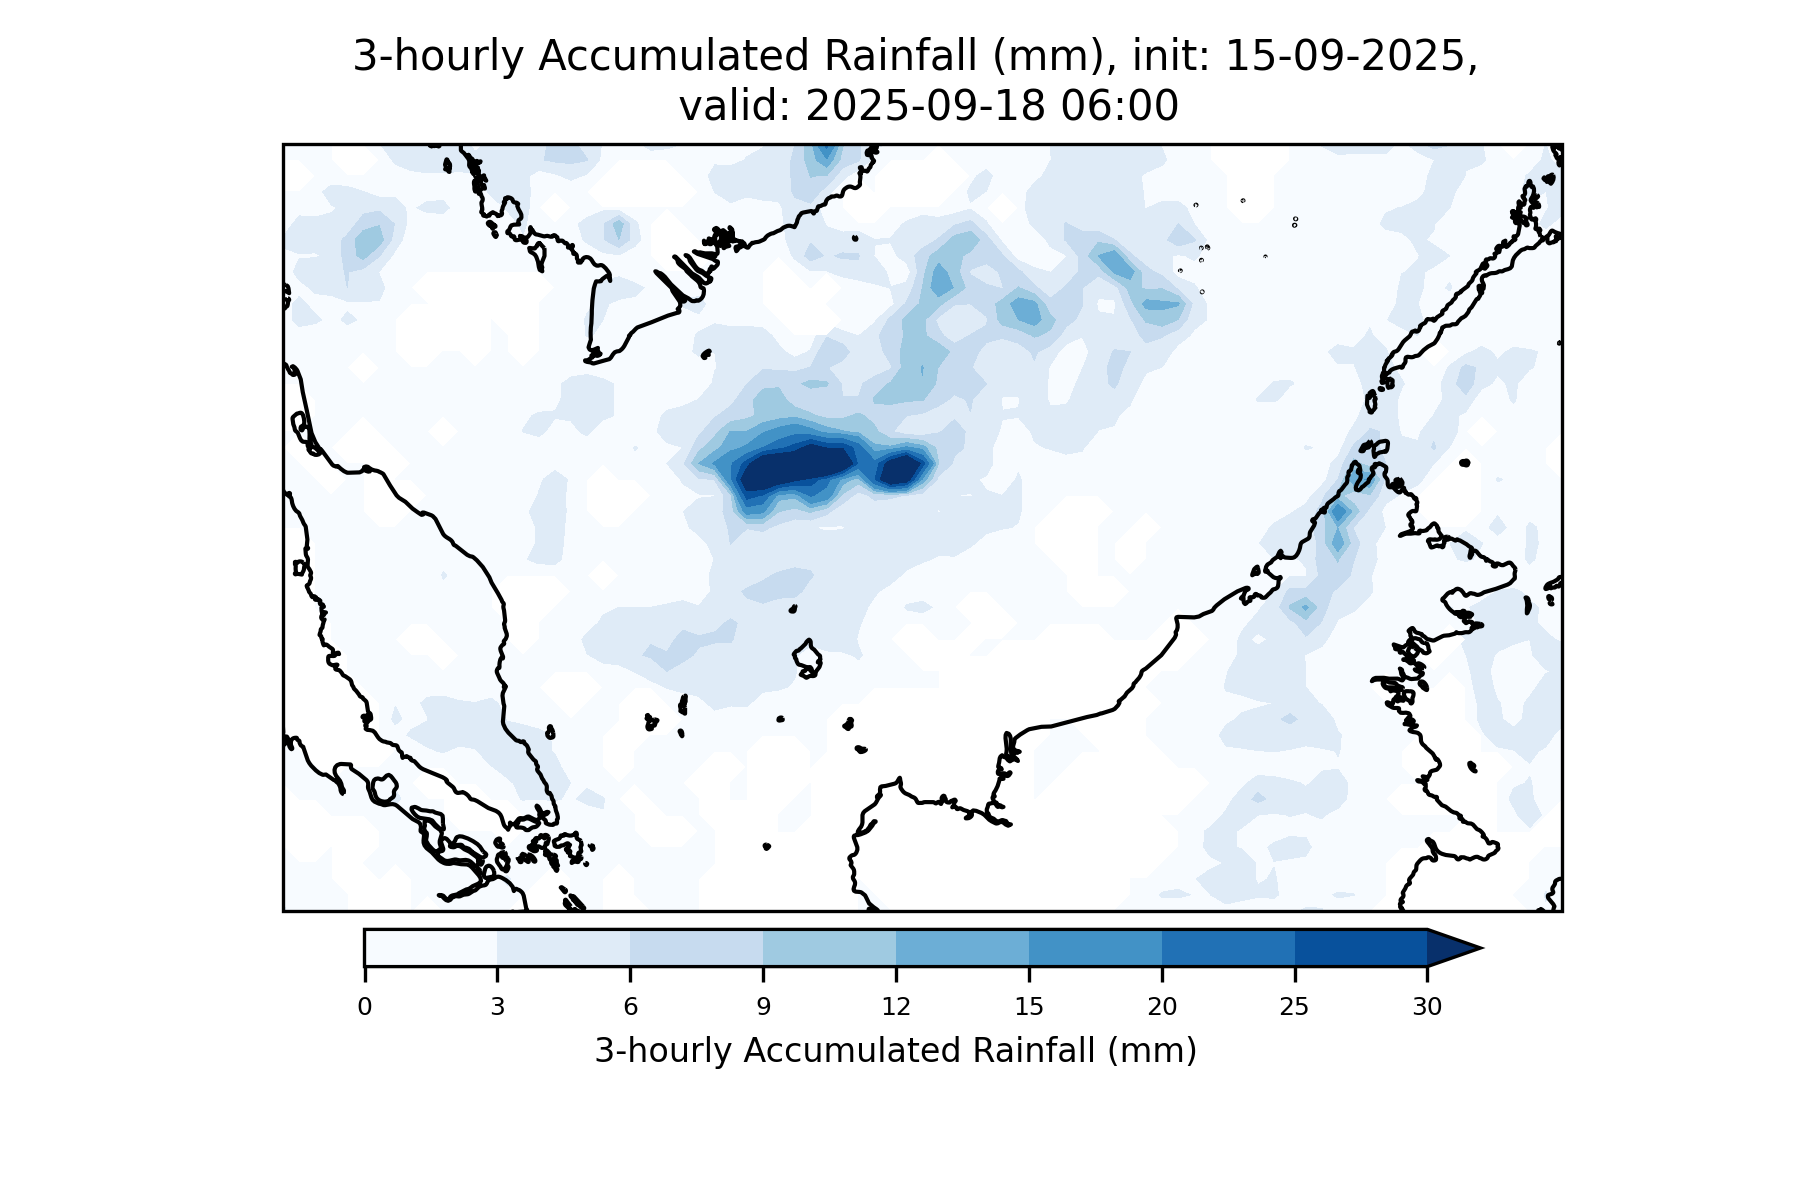 3-hourly Accumulated Rainfall (mm), init: 15-09-2025,
valid: 2025-09-18 06:00
0 3 6 9 12 15 20 25 30
3-hourly Accumulated Rainfall (mm)